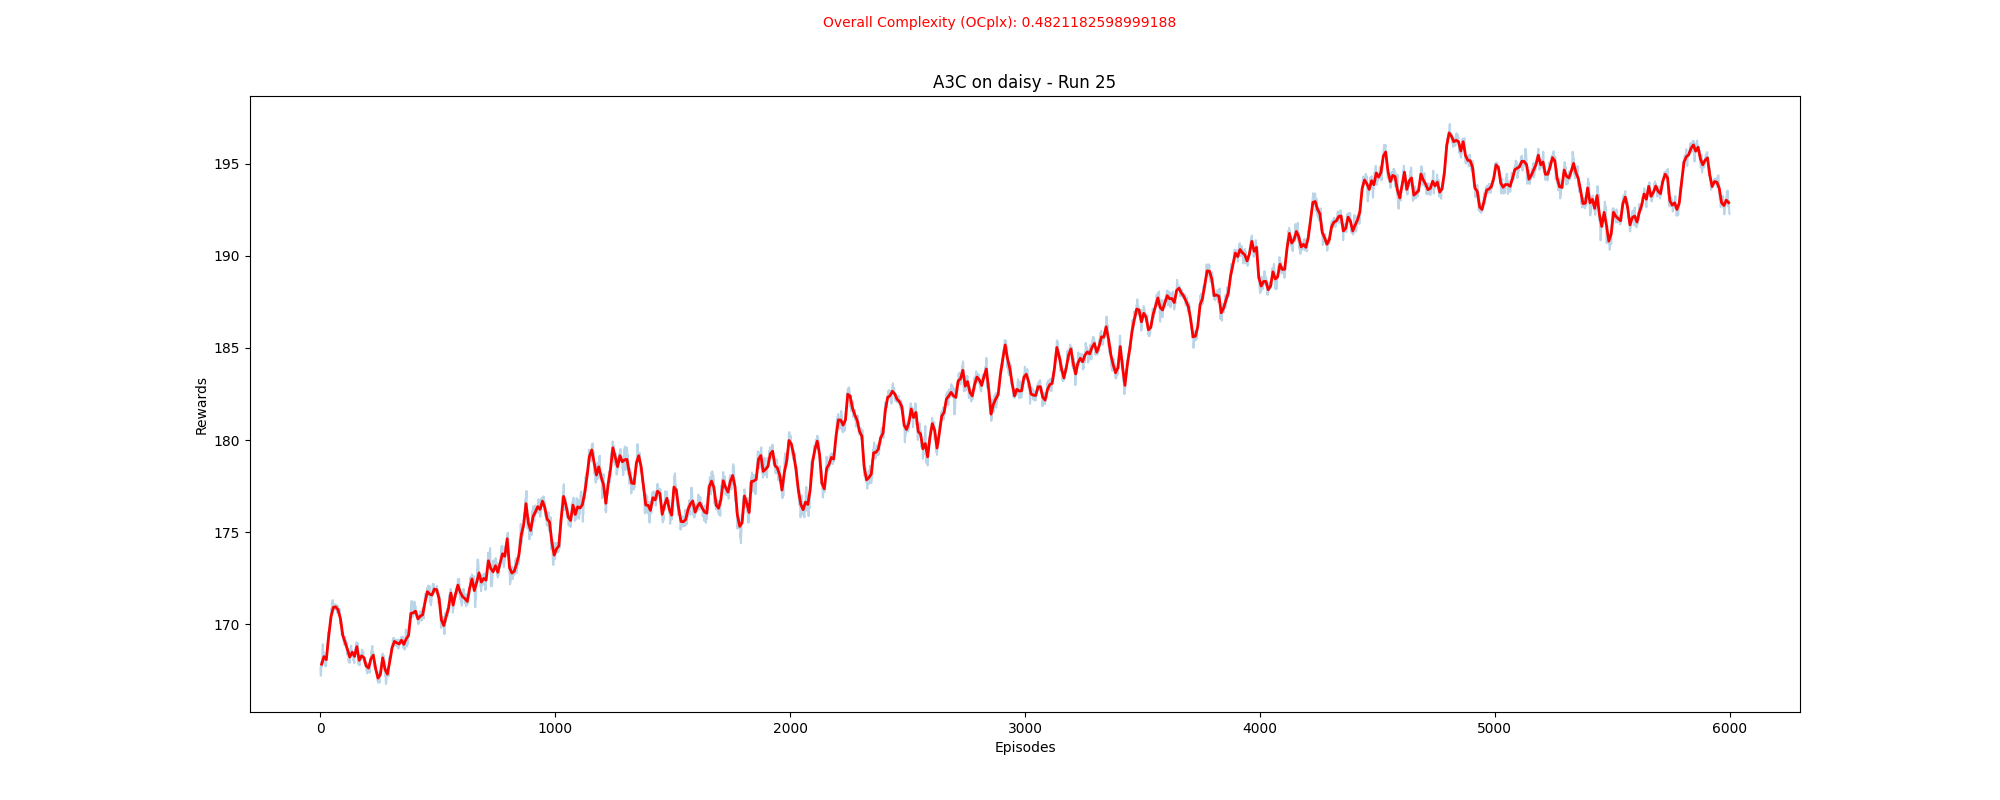 Overall Complexity (OCplx): 0.4821182598999188
A3C on daisy - Run 25
Rewards
195
190
185
180
175
170
0 1000 2000 3000 4000 5000 6000
Episodes